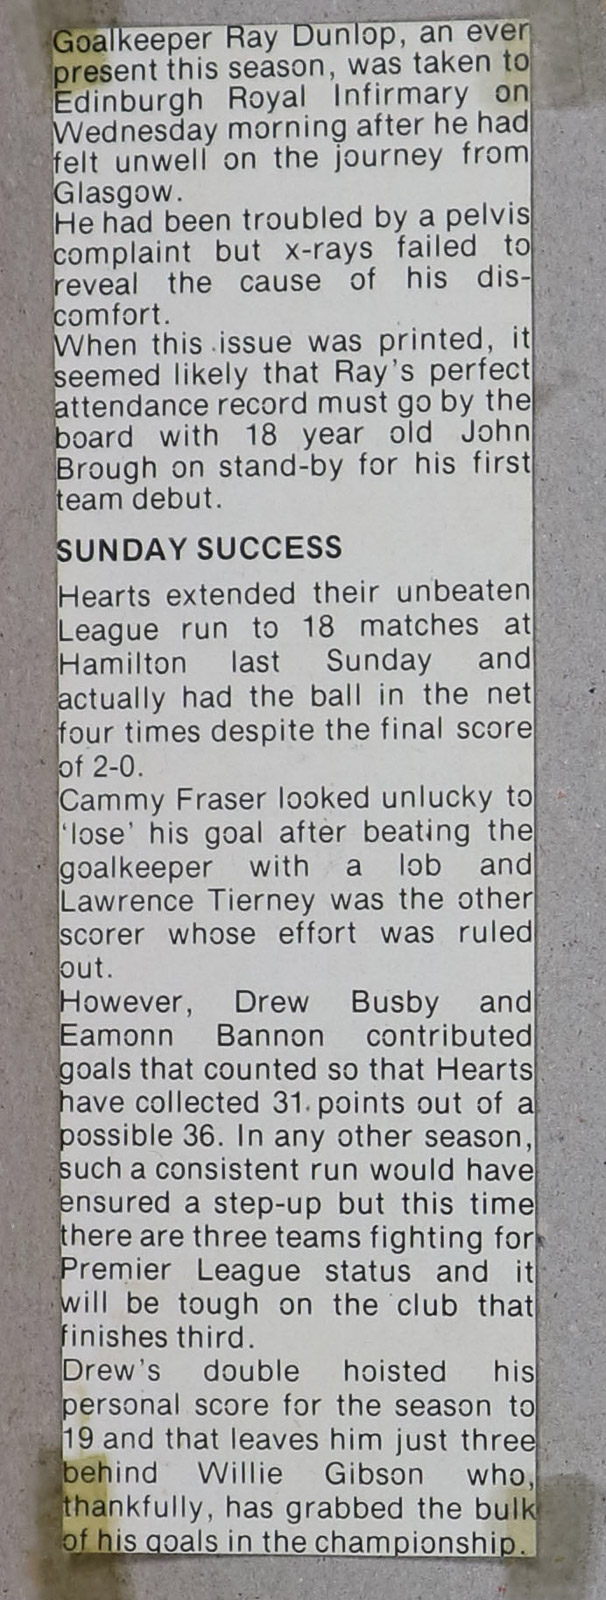 Goalkeeper Ray Dunlop, an ever
present this season, was taken to
Edinburgh Royal Infirmary on
Wednesday morning after he had
felt unwell on the journey from
Glasgow.
He had been troubled by a pelvis
complaint but x-rays failed to
reveal the cause of his dis-
comfort.
When this issue was printed, it
seemed likely that Ray's perfect
attendance record must go by the
board with 18 year old John
Brough on stand-by for his first
team debut.
SUNDAY SUCCESS
Hearts extended their unbeaten
League run to 18 matches at
Hamilton last Sunday and
actually had the ball in the net
four times despite the final score
of 2-0.
Cammy Fraser looked unlucky to
'lose' his goal after beating the
goalkeeper with a lob and
Lawrence Tierney was the other
scorer whose effort was ruled
out.
However, Drew Busby and
Eamonn Bannon contributed
goals that counted so that Hearts
have collected 31 points out of a
possible 36. In any other season,
such a consistent run would have
ensured a step-up but this time
there are three teams fighting for
Premier League status and it
will be tough on the club that
finishes third.
Drew's double hoisted his
personal score for the season to
19 and that leaves him just three
behind Willie Gibson who,
thankfully, has grabbed the bulk
of his goals in the championship.